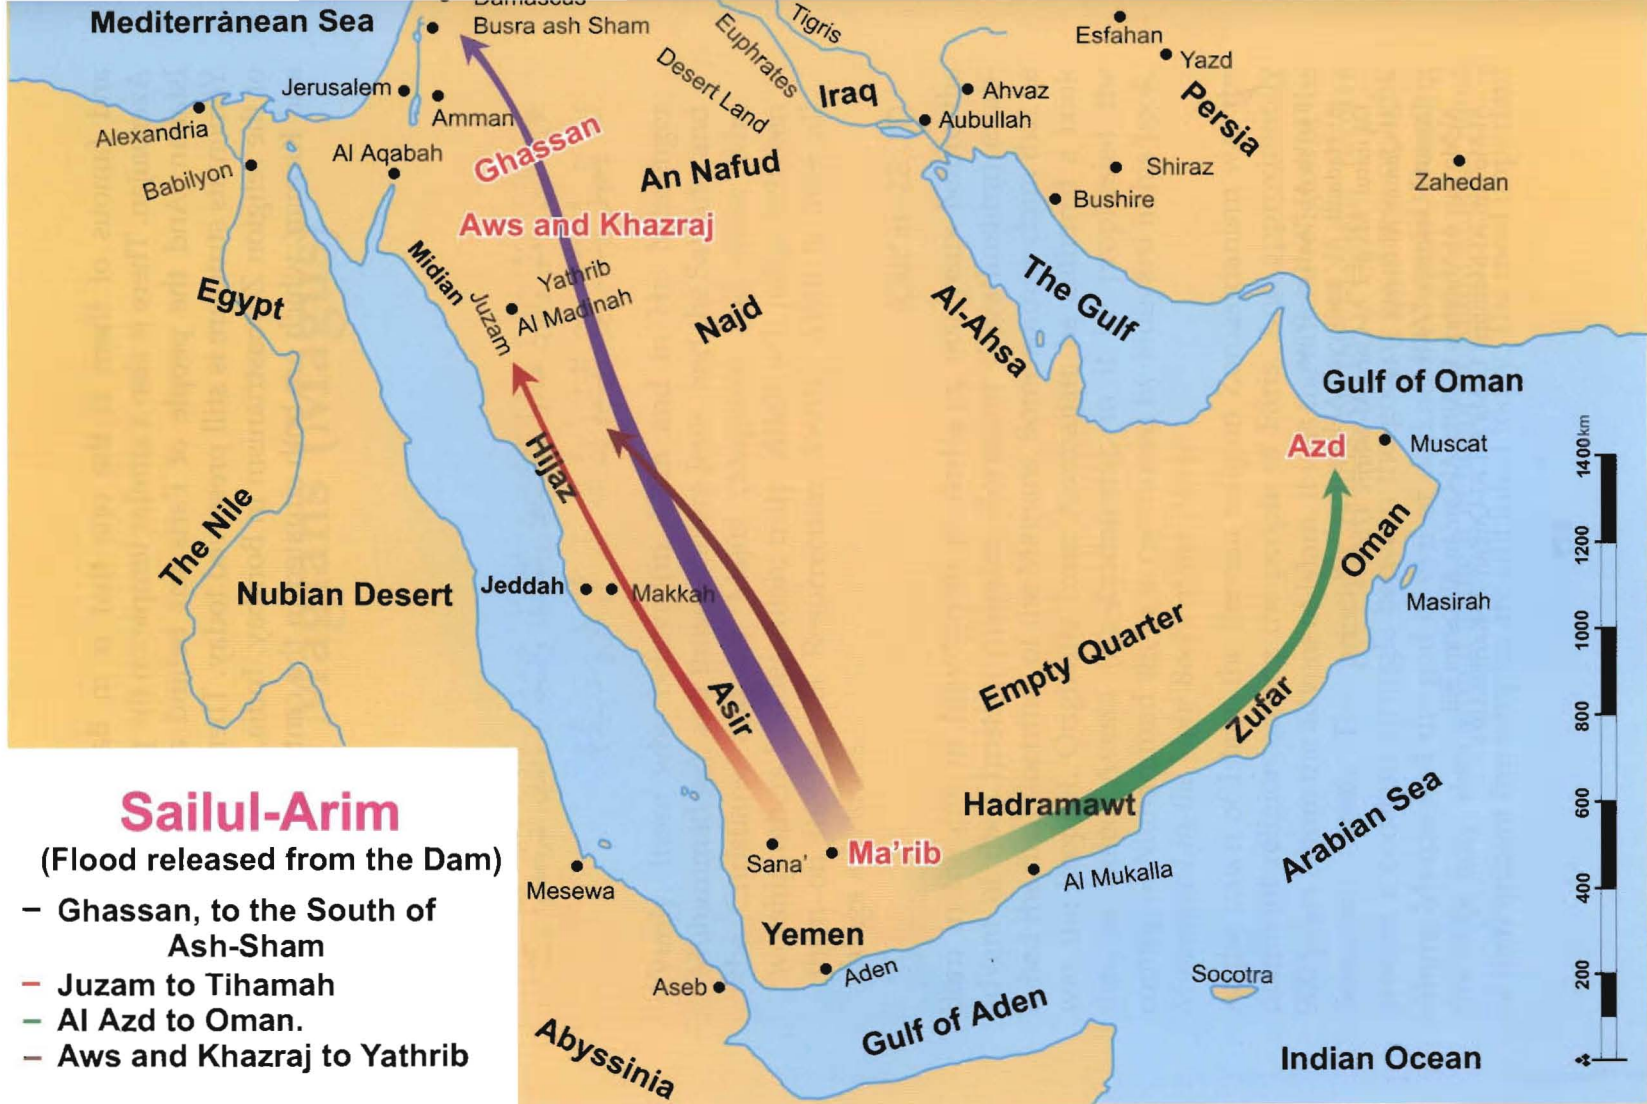 Damascus
Mediterranean Sea
Busra ash Sham
Tigris
Euphrates
Desert Land
Iraq
Esfahan
Yazd
Persia
Jerusalem
Amman
Ahvaz
Aubullah
Alexandria
Babilyon
Al Aqabah
Ghassan
An Nafud
Shiraz
Bushire
Zahedan
Aws and Khazraj
Midian
Juzam
Yathrib
Al Madinah
Najd
Al-Ahsa
The Gulf
Egypt
Gulf of Oman
Azd
Muscat
Hijaz
The Nile
Nubian Desert
Jeddah
Makkah
Oman
Masirah
Empty Quarter
Asir
Zufar
Hadramawt
Arabian Sea
Sana'
Ma'rib
Al Mukalla
Mesewa
Yemen
Aden
Aseb
Socotra
Gulf of Aden
Abyssinia
Indian Ocean
1400km
1200
1000
800
600
400
200
Sailul-Arim
(Flood released from the Dam)
– Ghassan, to the South of
Ash-Sham
– Juzam to Tihamah
– Al Azd to Oman.
– Aws and Khazraj to Yathrib